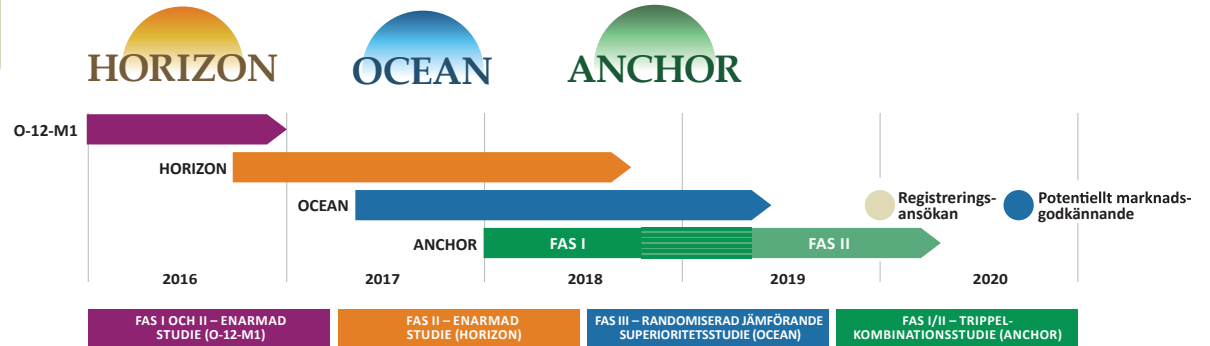 HORIZON
OCEAN
ANCHOR
O-12-M1
HORIZON
OCEAN
Registrerings-
ansökan
Potentiellt marknads-
godkännande
ANCHOR
FAS I
FAS II
2016
2017
2018
2019
2020
FAS I OCH II – ENARMAD
STUDIE (O-12-M1)
FAS II – ENARMAD
STUDIE (HORIZON)
FAS III – RANDOMISERAD JÄMFÖRANDE
SUPERIORITETSSTUDIE (OCEAN)
FAS I/II – TRIPPEL-
KOMBINATIONSSTUDIE (ANCHOR)